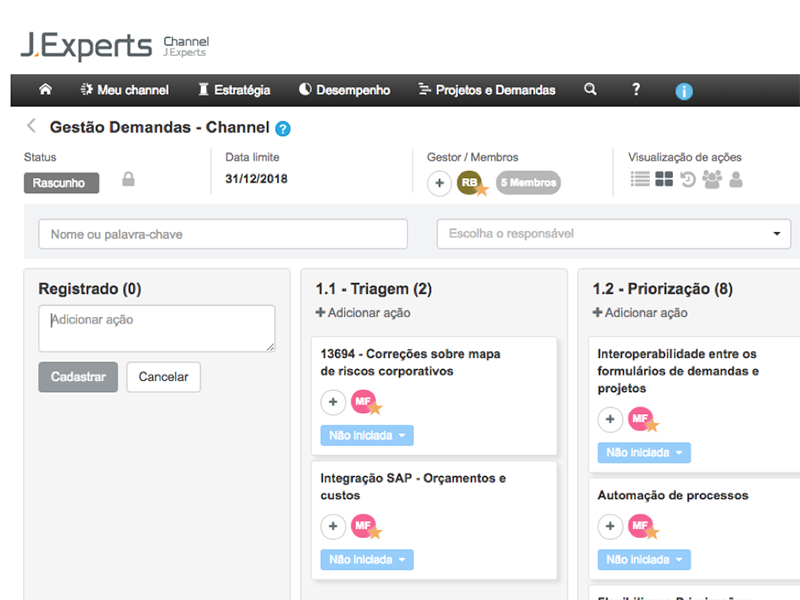 J.Experts Channel
J.Experts
Meu channel Estratégia Desempenho Projetos e Demandas ? i
Gestão Demandas - Channel ?
Status Data limite Gestor / Membros Visualização de ações
Rascunho 31/12/2018 + RB 5 Membros
Nome ou palavra-chave Escolha o responsável
Registrado (0)
Adicionar ação
Cadastrar Cancelar
1.1 - Triagem (2)
+ Adicionar ação
13694 - Correções sobre mapa
de riscos corporativos
+ MF
Não iniciada
Integração SAP - Orçamentos e
custos
+ MF
Não iniciada
1.2 - Priorização (8)
+ Adicionar ação
Interoperabilidade entre os
formulários de demandas e
projetos
+ MF
Não iniciada
Automação de processos
+ MF
Não iniciada